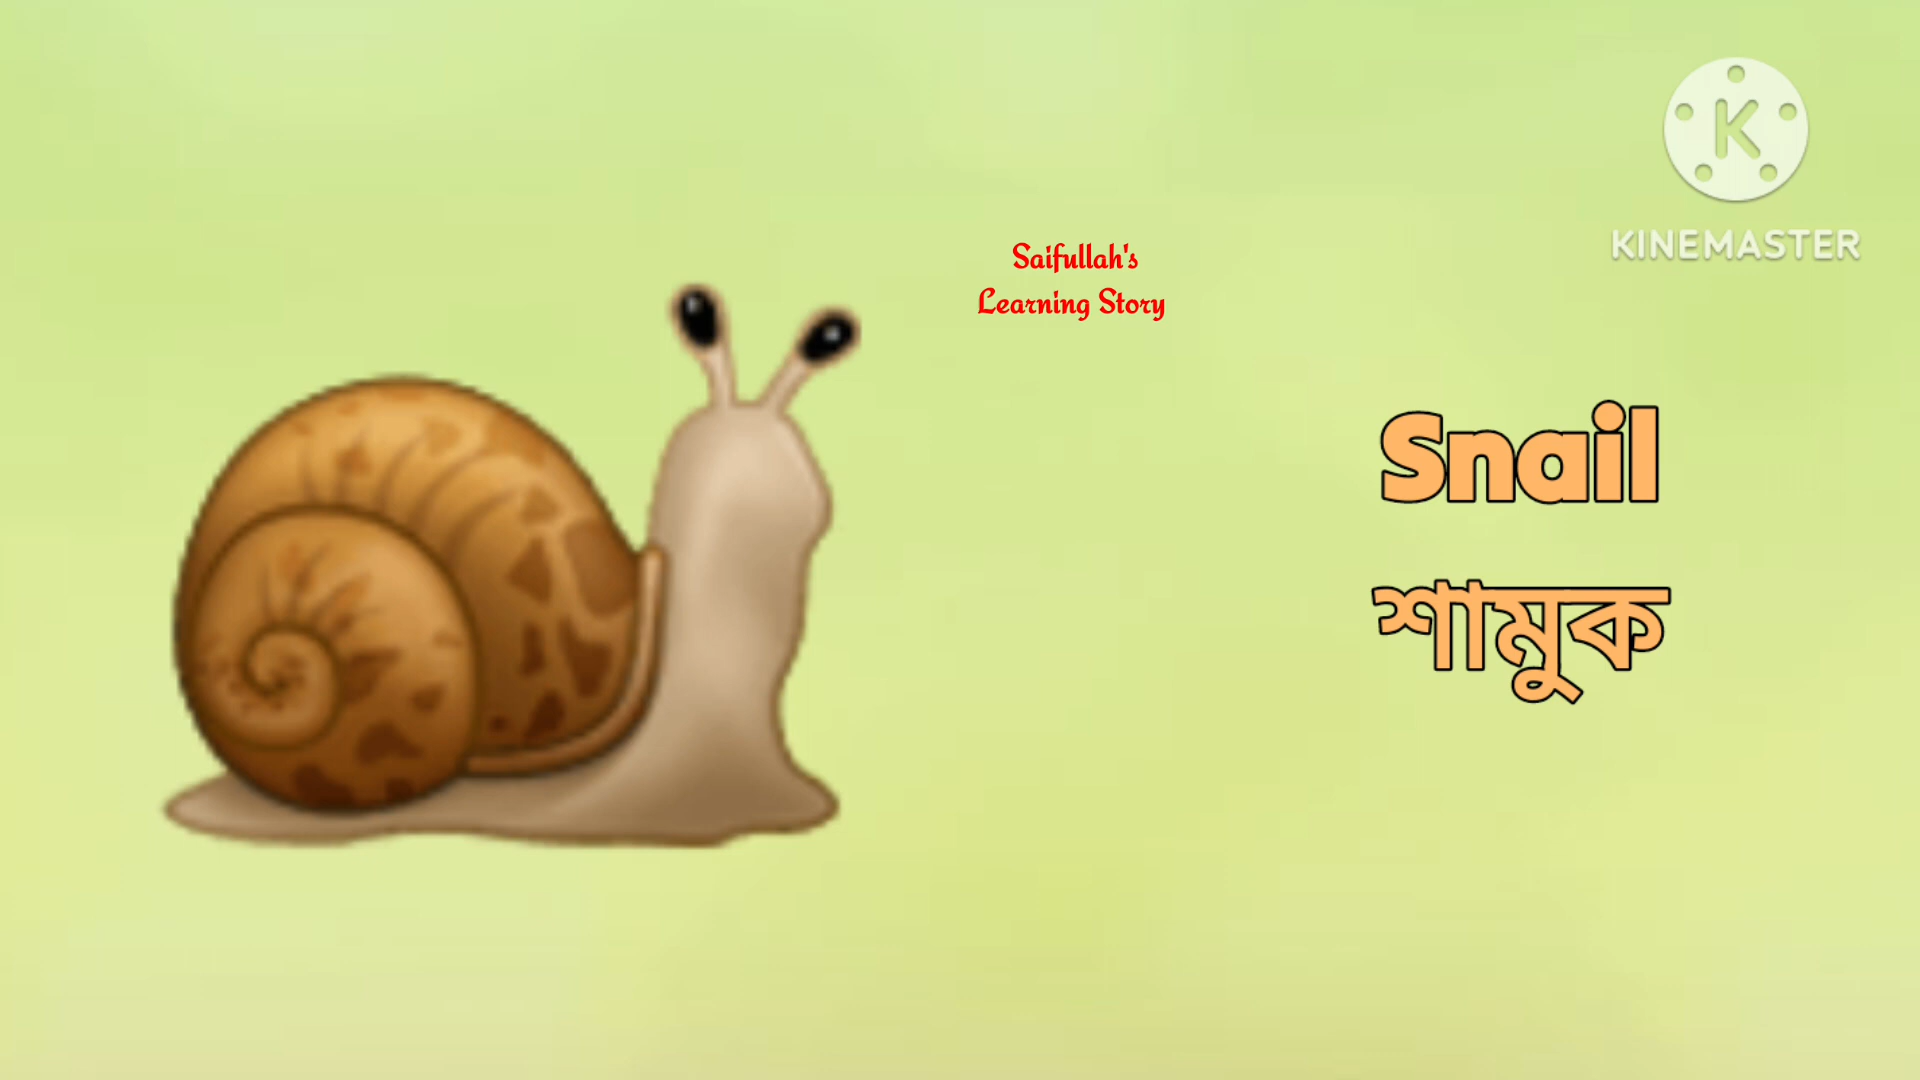 KINEMASTER
Saifullah's
Learning Story
Snail
শামুক